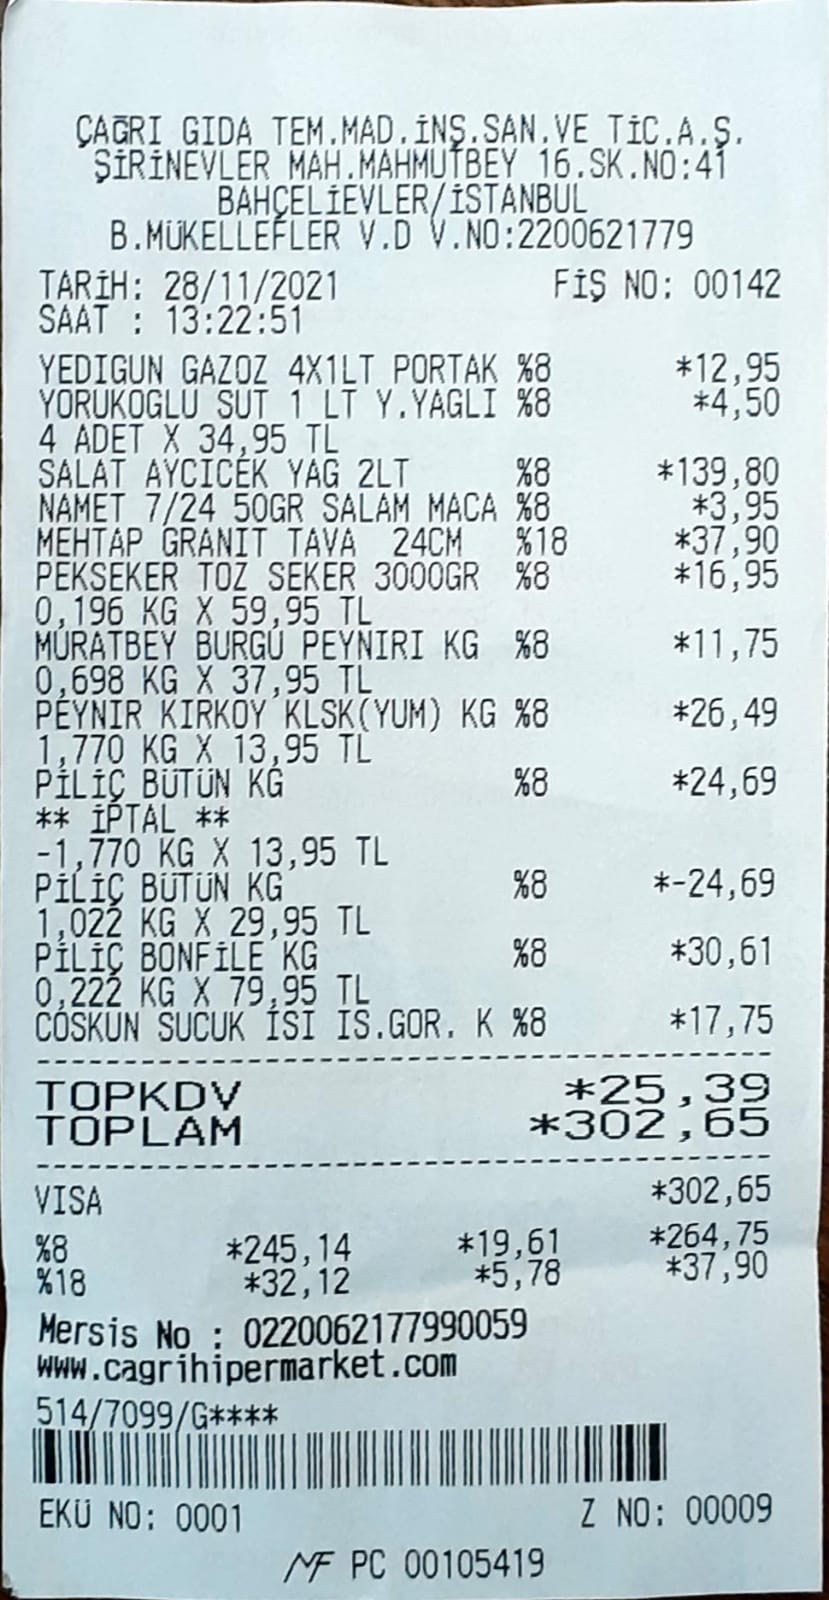 ÇAĞRI GIDA TEM.MAD.İNŞ.SAN.VE TİC.A.Ş.
ŞİRİNEVLER MAH.MAHMUTBEY 16.SK.NO:41
BAHÇELİEVLER/İSTANBUL
B.MÜKELLEFLER V.D V.NO:2200621779
TARİH: 28/11/2021 FİŞ NO: 00142
SAAT : 13:22:51
YEDIGUN GAZOZ 4X1LT PORTAK %8 *12,95
YORUKOGLU SUT 1 LT Y.YAGLI %8 *4,50
4 ADET X 34,95 TL
SALAT AYCICEK YAG 2LT %8 *139,80
NAMET 7/24 50GR SALAM MACA %8 *3,95
MEHTAP GRANIT TAVA 24CM %18 *37,90
PEKSEKER TOZ SEKER 3000GR %8 *16,95
0,196 KG X 59,95 TL
MURATBEY BURGU PEYNIRI KG %8 *11,75
0,698 KG X 37,95 TL
PEYNIR KIRKOY KLSK(YUM) KG %8 *26,49
1,770 KG X 13,95 TL
PİLİÇ BÜTÜN KG %8 *24,69
** İPTAL **
-1,770 KG X 13,95 TL
PİLİÇ BÜTÜN KG %8 *-24,69
1,022 KG X 29,95 TL
PİLİÇ BONFİLE KG %8 *30,61
0,222 KG X 79,95 TL
COSKUN SUCUK ISI IS.GOR. K %8 *17,75
TOPKDV *25,39
TOPLAM *302,65
VISA *302,65
%8 *245,14 *19,61 *264,75
%18 *32,12 *5,78 *37,90
Mersis No : 0220062177990059
www.cagrihipermarket.com
514/7099/G****
EKÜ NO: 0001 Z NO: 00009
MF PC 00105419